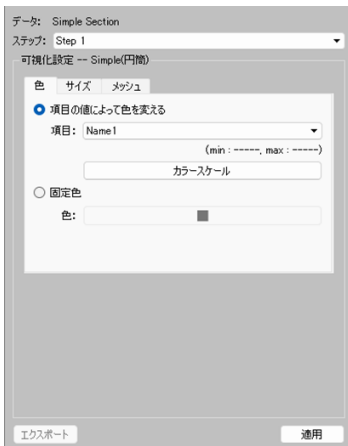 データ: Simple Section
ステップ: Step 1
可視化設定 -- Simple(円筒)
色 サイズ メッシュ
項目の値によって色を変える
項目: Name1
(min : -----, max : -----)
カラースケール
固定色
色:
エクスポート 適用